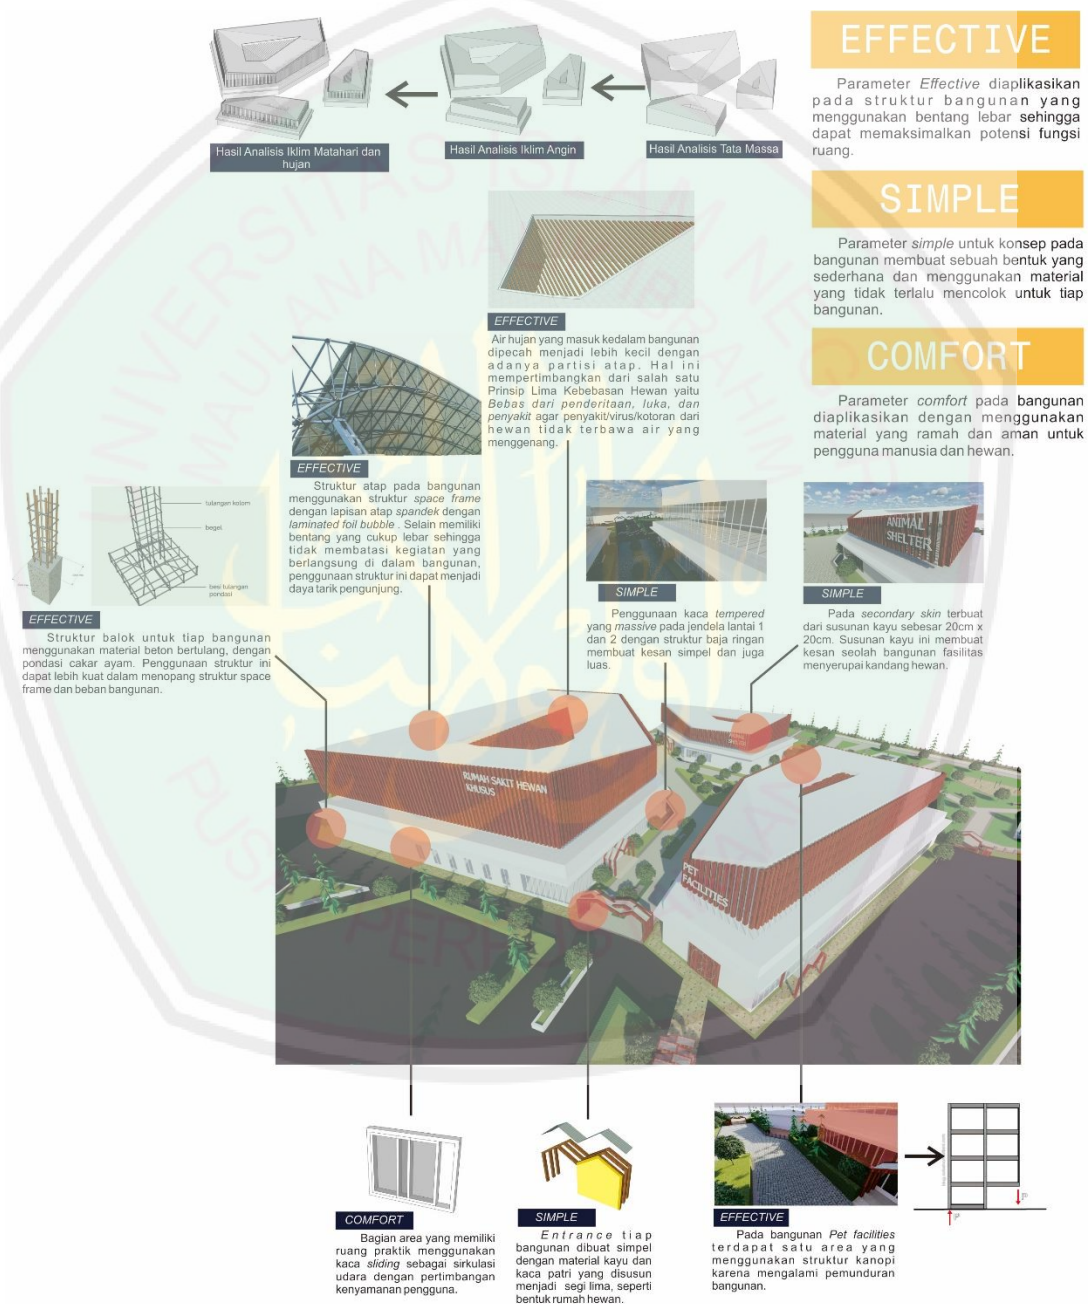 EFFECTIVE
Parameter Effective diaplikasikan
pada struktur bangunan yang
menggunakan bentang lebar sehingga
dapat memaksimalkan potensi fungsi
ruang.
Hasil Analisis Iklim Matahari dan
hujan
Hasil Analisis Iklim Angin
Hasil Analisis Tata Massa
SIMPLE
Parameter simple untuk konsep pada
bangunan membuat sebuah bentuk yang
sederhana dan menggunakan material
yang tidak terlalu mencolok untuk tiap
bangunan.
COMFORT
Parameter comfort pada bangunan
diaplikasikan dengan menggunakan
material yang ramah dan aman untuk
pengguna manusia dan hewan.
EFFECTIVE
Air hujan yang masuk kedalam bangunan
dipecah menjadi lebih kecil dengan
adanya partisi atap. Hal ini
mempertimbangkan dari salah satu
Prinsip Lima Kebebasan Hewan yaitu
Bebas dari penderitaan, luka, dan
penyakit agar penyakit/virus/kotoran dari
hewan tidak terbawa air yang
menggenang.
EFFECTIVE
Struktur atap pada bangunan
menggunakan struktur space frame
dengan lapisan atap spandek dengan
laminated foil bubble . Selain memiliki
bentang yang cukup lebar sehingga
tidak membatasi kegiatan yang
berlangsung di dalam bangunan,
penggunaan struktur ini dapat menjadi
daya tarik pengunjung.
tulangan kolom
begel
besi tulangan
pondasi
EFFECTIVE
Struktur balok untuk tiap bangunan
menggunakan material beton bertulang, dengan
pondasi cakar ayam. Penggunaan struktur ini
dapat lebih kuat dalam menopang struktur space
frame dan beban bangunan.
SIMPLE
Penggunaan kaca tempered
yang massive pada jendela lantai 1
dan 2 dengan struktur baja ringan
membuat kesan simpel dan juga
luas.
ANIMAL
SHELTER
SIMPLE
Pada secondary skin terbuat
dari susunan kayu sebesar 20cm x
20cm. Susunan kayu ini membuat
kesan seolah bangunan fasilitas
menyerupai kandang hewan.
RUMAH SAKIT HEWAN
KHUSUS
ANIMAL
SHELTER
PET
FACILITIES
COMFORT
Bagian area yang memiliki
ruang praktik menggunakan
kaca sliding sebagai sirkulasi
udara dengan pertimbangan
kenyamanan pengguna.
SIMPLE
Entrance tiap
bangunan dibuat simpel
dengan material kayu dan
kaca patri yang disusun
menjadi segi lima, seperti
bentuk rumah hewan.
EFFECTIVE
Pada bangunan Pet facilities
terdapat satu area yang
menggunakan struktur kanopi
karena mengalami pemunduran
bangunan.
P
P